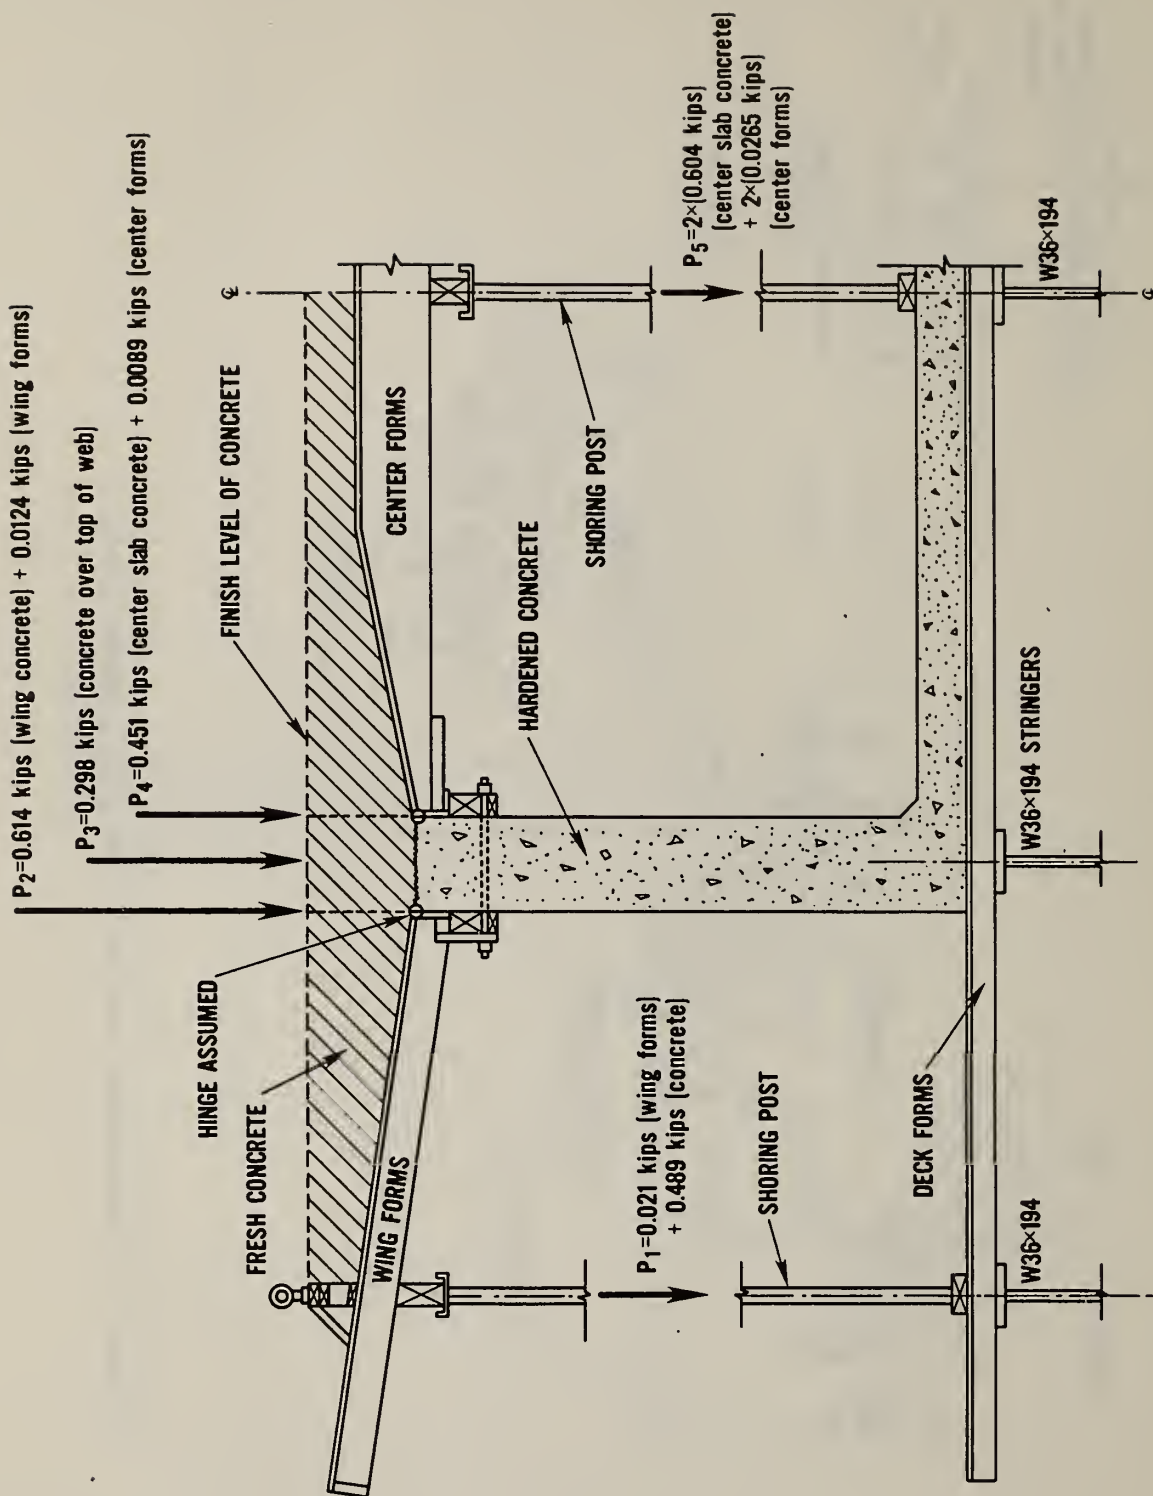 P2=0.614 kips (wing concrete) + 0.0124 kips (wing forms)
P3=0.298 kips (concrete over top of web)
P4=0.451 kips (center slab concrete) + 0.0089 kips (center forms)
FINISH LEVEL OF CONCRETE
HINGE ASSUMED
FRESH CONCRETE
WING FORMS
CENTER FORMS
℄
SHORING POST
HARDENED CONCRETE
P1=0.021 kips (wing forms)
+ 0.489 kips (concrete)
P5=2×(0.604 kips)
(center slab concrete)
+ 2×(0.0265 kips)
(center forms)
SHORING POST
DECK FORMS
W36×194
W36×194 STRINGERS
W36×194
℄